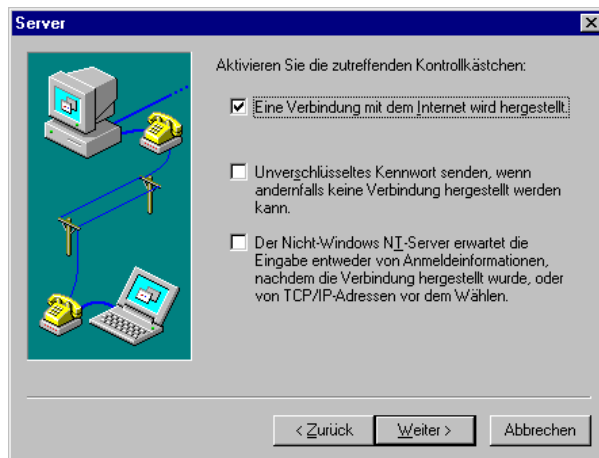 Server
Aktivieren Sie die zutreffenden Kontrollkästchen:
Eine Verbindung mit dem Internet wird hergestellt.
Unverschlüsseltes Kennwort senden, wenn
andernfalls keine Verbindung hergestellt werden
kann.
Der Nicht-Windows NT-Server erwartet die
Eingabe entweder von Anmeldeinformationen,
nachdem die Verbindung hergestellt wurde, oder
von TCP/IP-Adressen vor dem Wählen.
< Zurück
Weiter >
Abbrechen